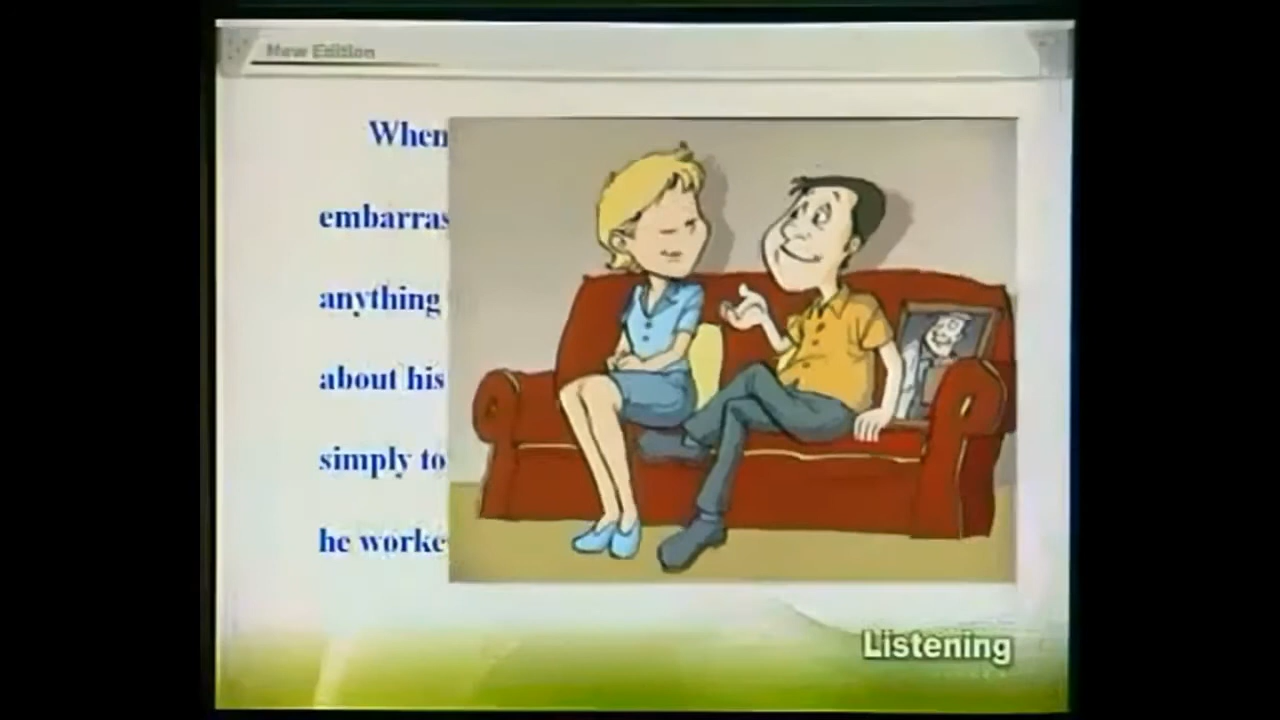 New Edition
When
embarras
anything
about his
simply to
he worke
Listening